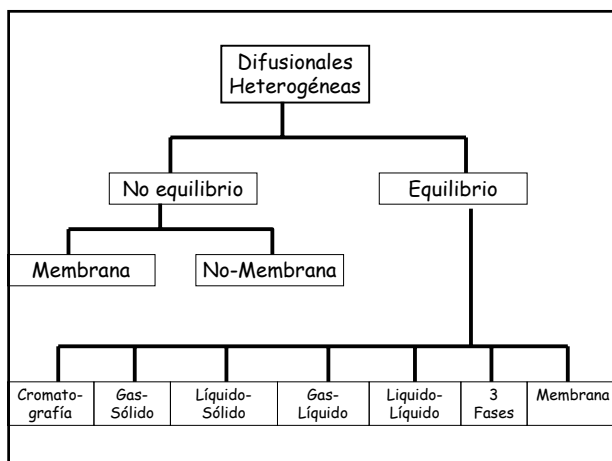 Difusionales
Heterogéneas
No equilibrio
Equilibrio
Membrana
No-Membrana
Cromato-
grafía
Gas-
Sólido
Líquido-
Sólido
Gas-
Líquido
Liquido-
Líquido
3
Fases
Membrana